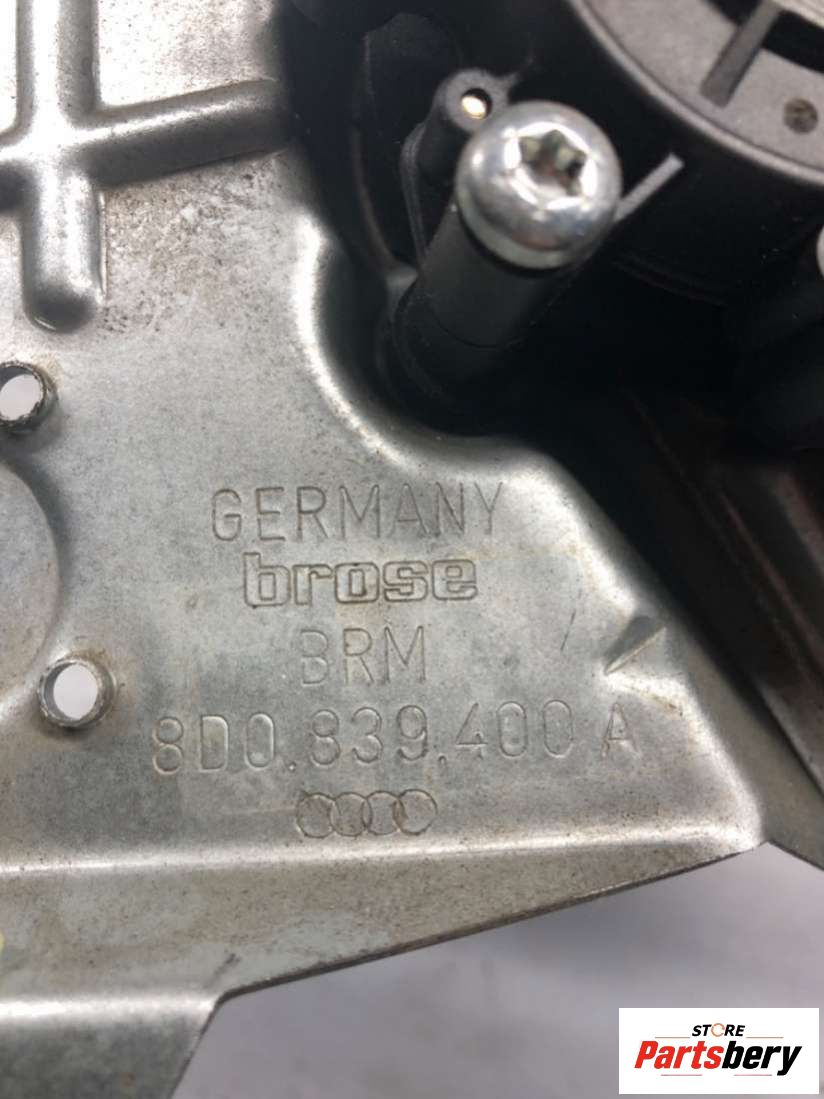 GERMANY
brose
BRM
8D0.839.400 A
STORE
Partsbery